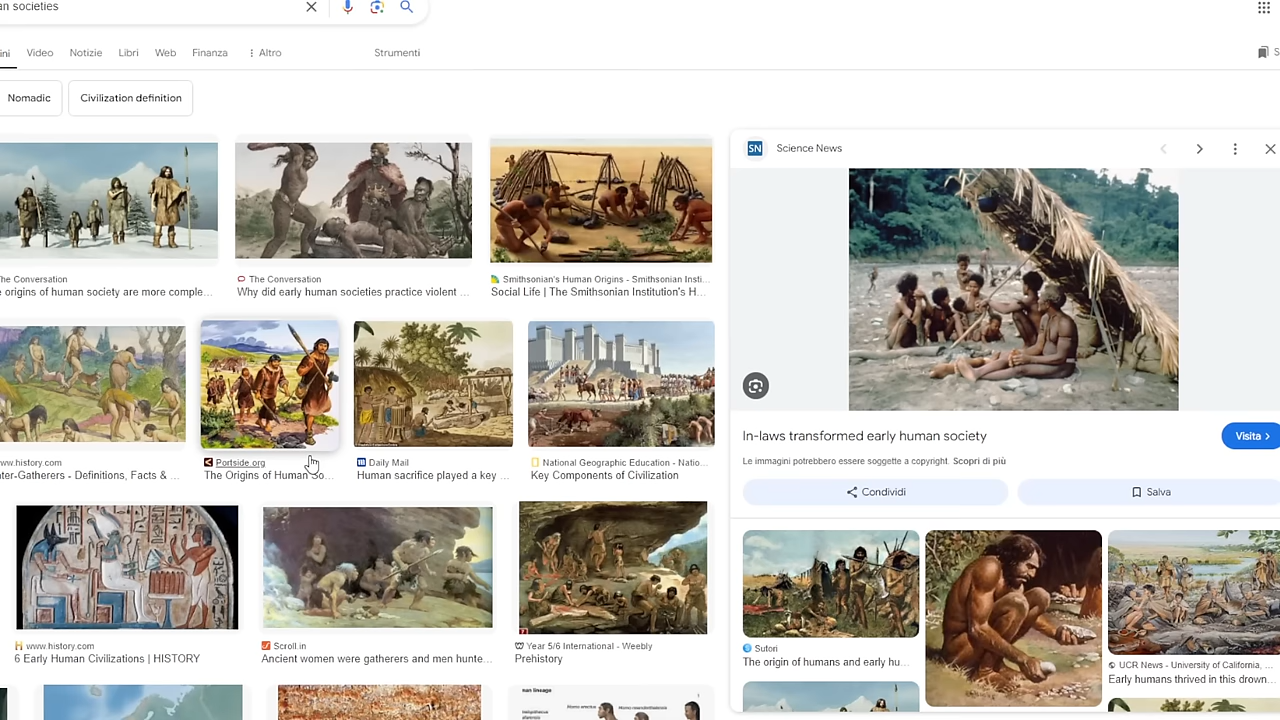 n societies
Video
Notizie
Libri
Web
Finanza
Altro
Strumenti
Nomadic
Civilization definition
SN
Science News
The Conversation
origins of human society are more comple...
The Conversation
Why did early human societies practice violent ...
Smithsonian's Human Origins - Smithsonian Insti...
Social Life | The Smithsonian Institution's H...
ww.history.com
ter-Gatherers - Definitions, Facts & ...
Portside.org
The Origins of Human So...
Daily Mail
Human sacrifice played a key ...
National Geographic Education - Natio...
Key Components of Civilization
In-laws transformed early human society
Visita
Le immagini potrebbero essere soggette a copyright. Scopri di più
Condividi
Salva
www.history.com
6 Early Human Civilizations | HISTORY
Scroll.in
Ancient women were gatherers and men hunte...
Year 5/6 International - Weebly
Prehistory
Sutori
The origin of humans and early hu...
UCR News - University of California, ...
Early humans thrived in this drown...